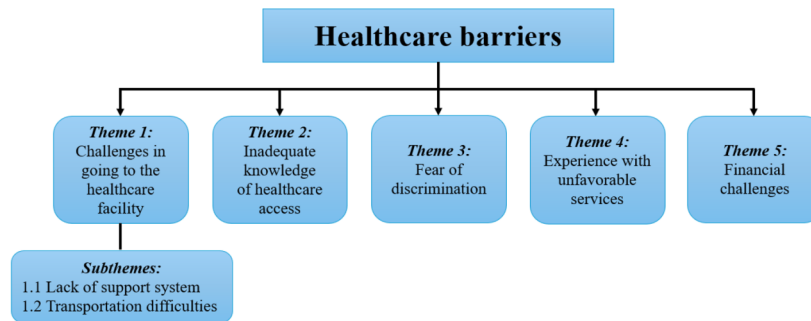 Healthcare barriers
Theme 1:
Challenges in
going to the
healthcare
facility
Theme 2:
Inadequate
knowledge
of healthcare
access
Theme 3:
Fear of
discrimination
Theme 4:
Experience with
unfavorable
services
Theme 5:
Financial
challenges
Subthemes:
1.1 Lack of support system
1.2 Transportation difficulties